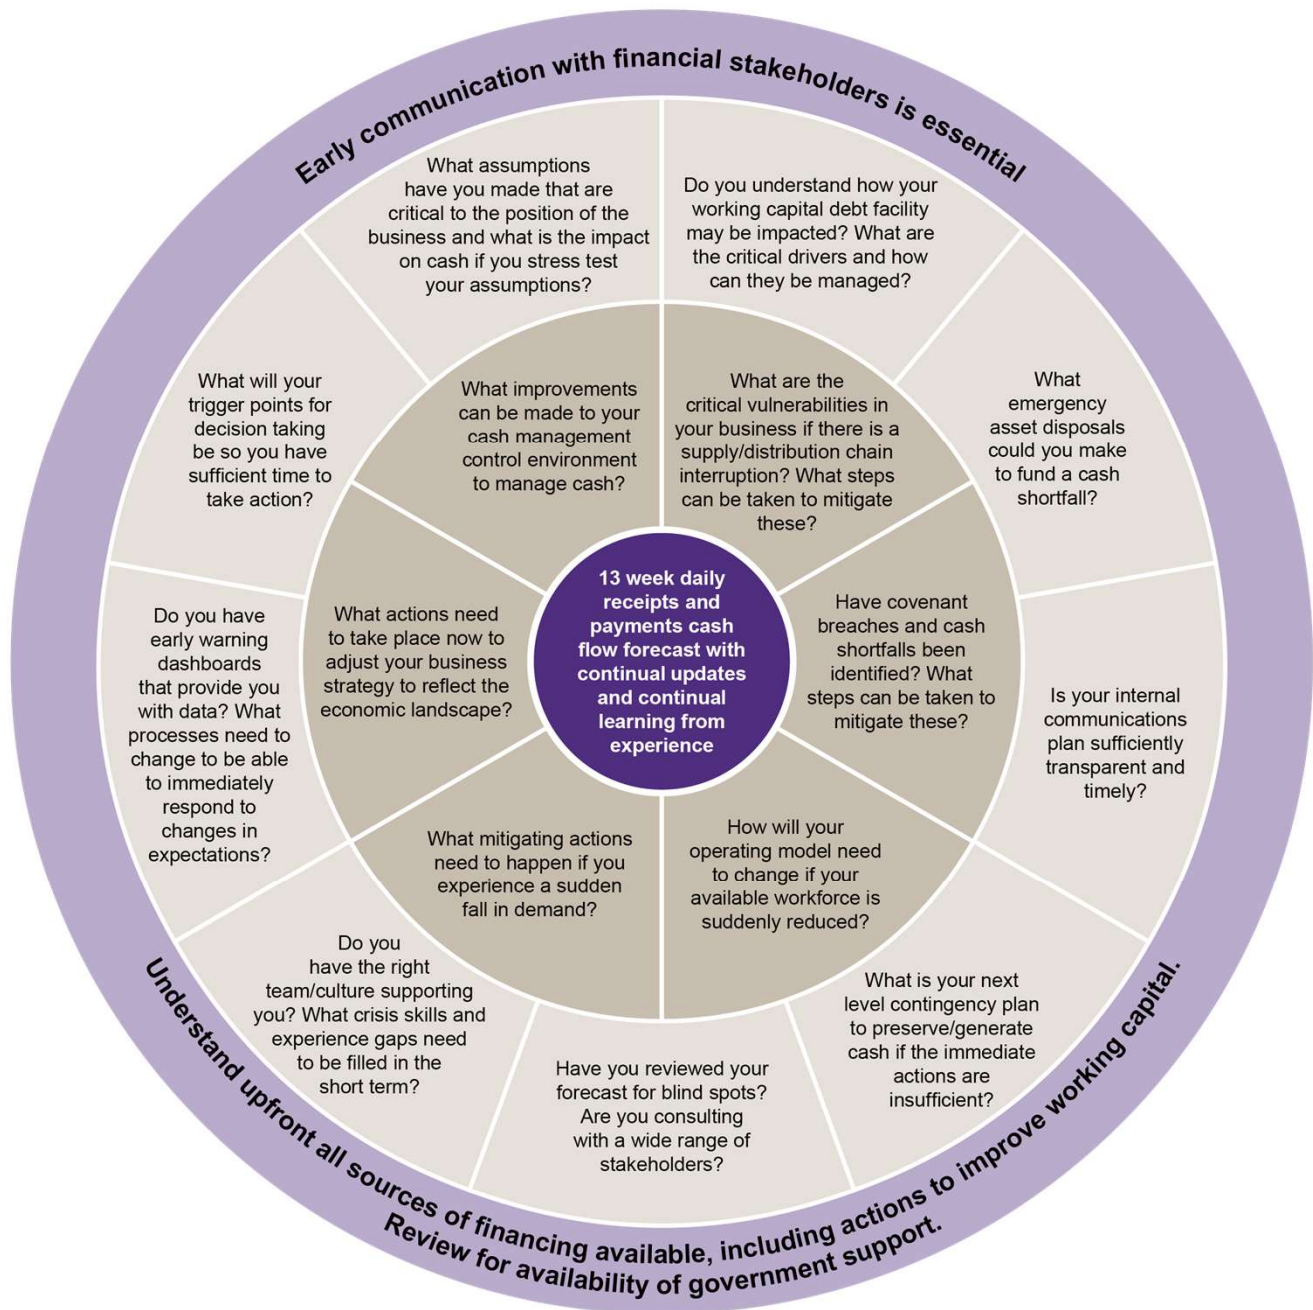 Early communication with financial stakeholders is essential
What assumptions
have you made that are
critical to the position of the
business and what is the impact
on cash if you stress test
your assumptions?
Do you understand how your
working capital debt facility
may be impacted? What are
the critical drivers and how
can they be managed?
What
emergency
asset disposals
could you make
to fund a cash
shortfall?
Is your internal
communications
plan sufficiently
transparent and
timely?
What is your next
level contingency plan
to preserve/generate
cash if the immediate
actions are
insufficient?
Have you reviewed your
forecast for blind spots?
Are you consulting
with a wide range of
stakeholders?
Do you
have the right
team/culture supporting
you? What crisis skills and
experience gaps need
to be filled in the
short term?
Do you have
early warning
dashboards
that provide you
with data? What
processes need to
change to be able
to immediately
respond to
changes in
expectations?
What will your
trigger points for
decision taking
be so you have
sufficient time to
take action?
What improvements
can be made to your
cash management
control environment
to manage cash?
What are the
critical vulnerabilities in
your business if there is a
supply/distribution chain
interruption? What steps
can be taken to mitigate
these?
Have covenant
breaches and cash
shortfalls been
identified? What
steps can be taken to
mitigate these?
How will your
operating model need
to change if your
available workforce is
suddenly reduced?
What mitigating actions
need to happen if you
experience a sudden
fall in demand?
What actions need
to take place now to
adjust your business
strategy to reflect the
economic landscape?
13 week daily
receipts and
payments cash
flow forecast with
continual updates
and continual
learning from
experience
Understand upfront all sources of financing available, including actions to improve working capital.
Review for availability of government support.